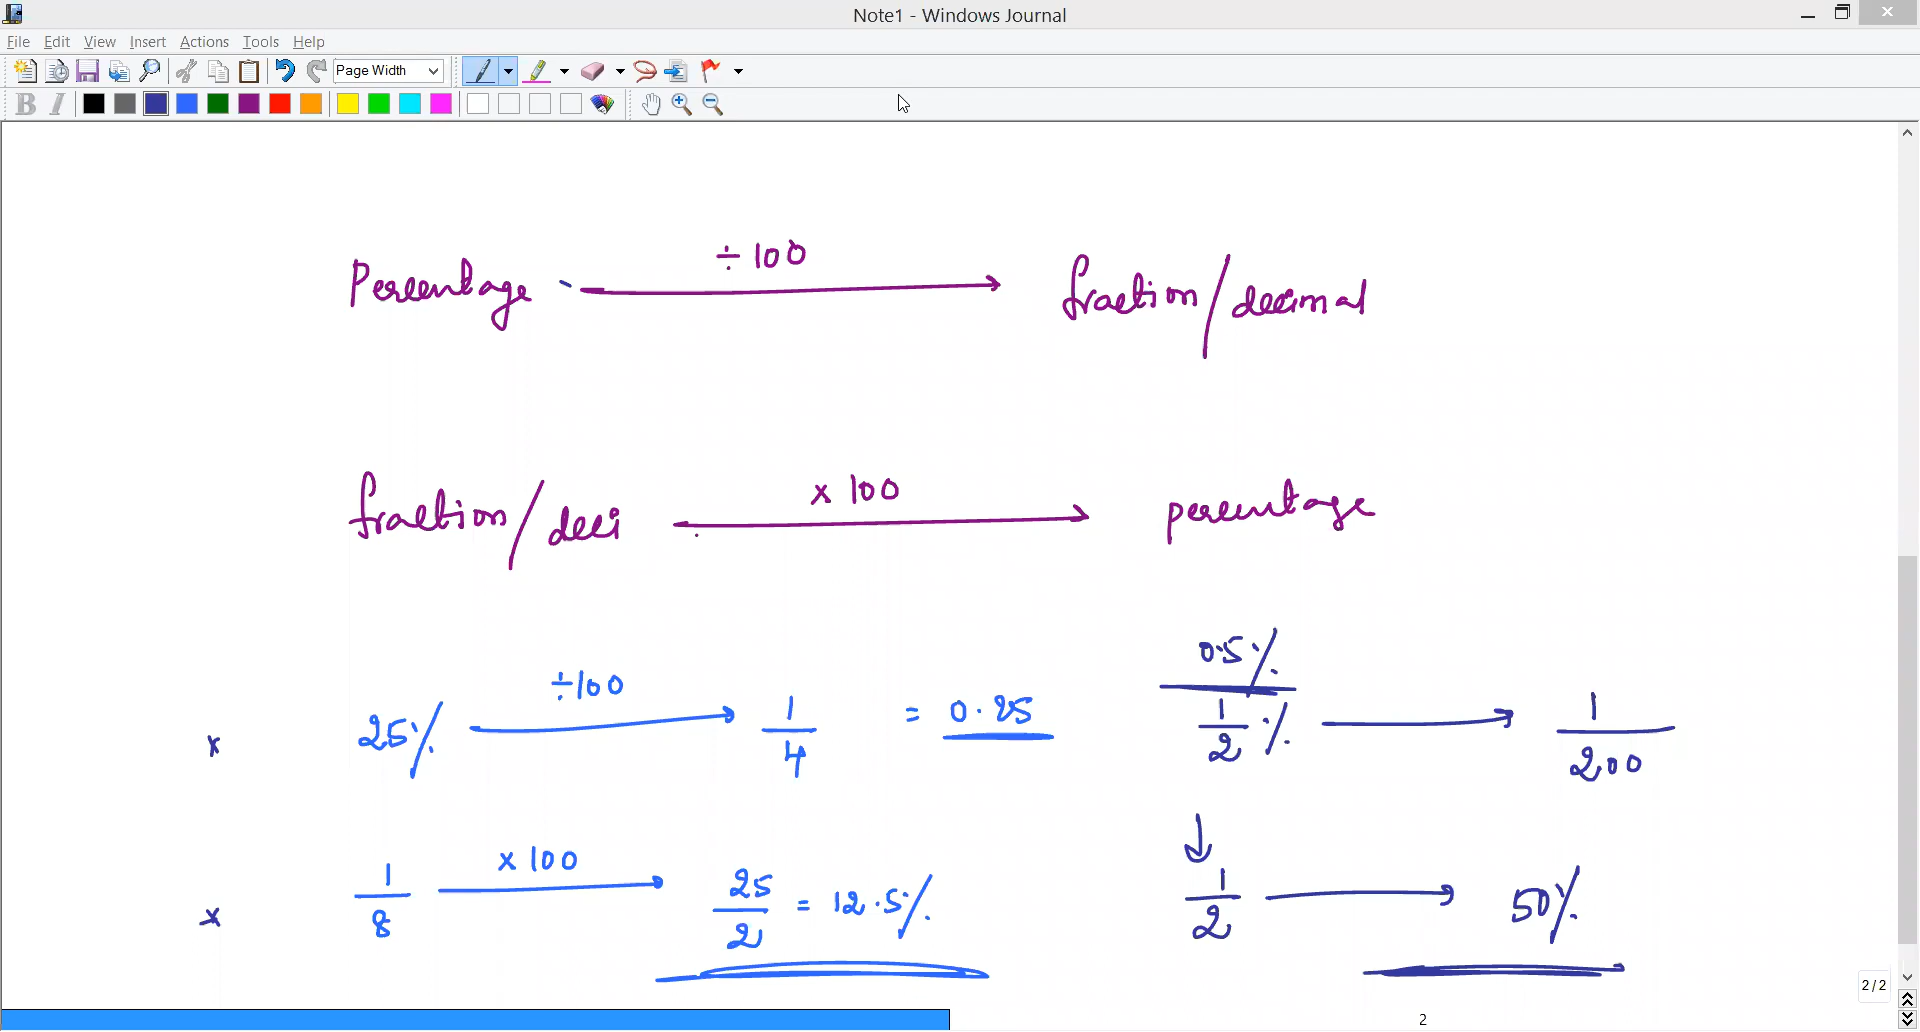 Note1 - Windows Journal
File Edit View Insert Actions Tools Help
Page Width
B I
÷ 100
Percentage fraction/decimal
x 100
fraction/deci percentage
0.5%
÷100
x 25% 1/4 = 0.25 1/2 % 1/200
x 100
x 1/8 25/2 = 12.5% 1/2 50%
2 / 2
2